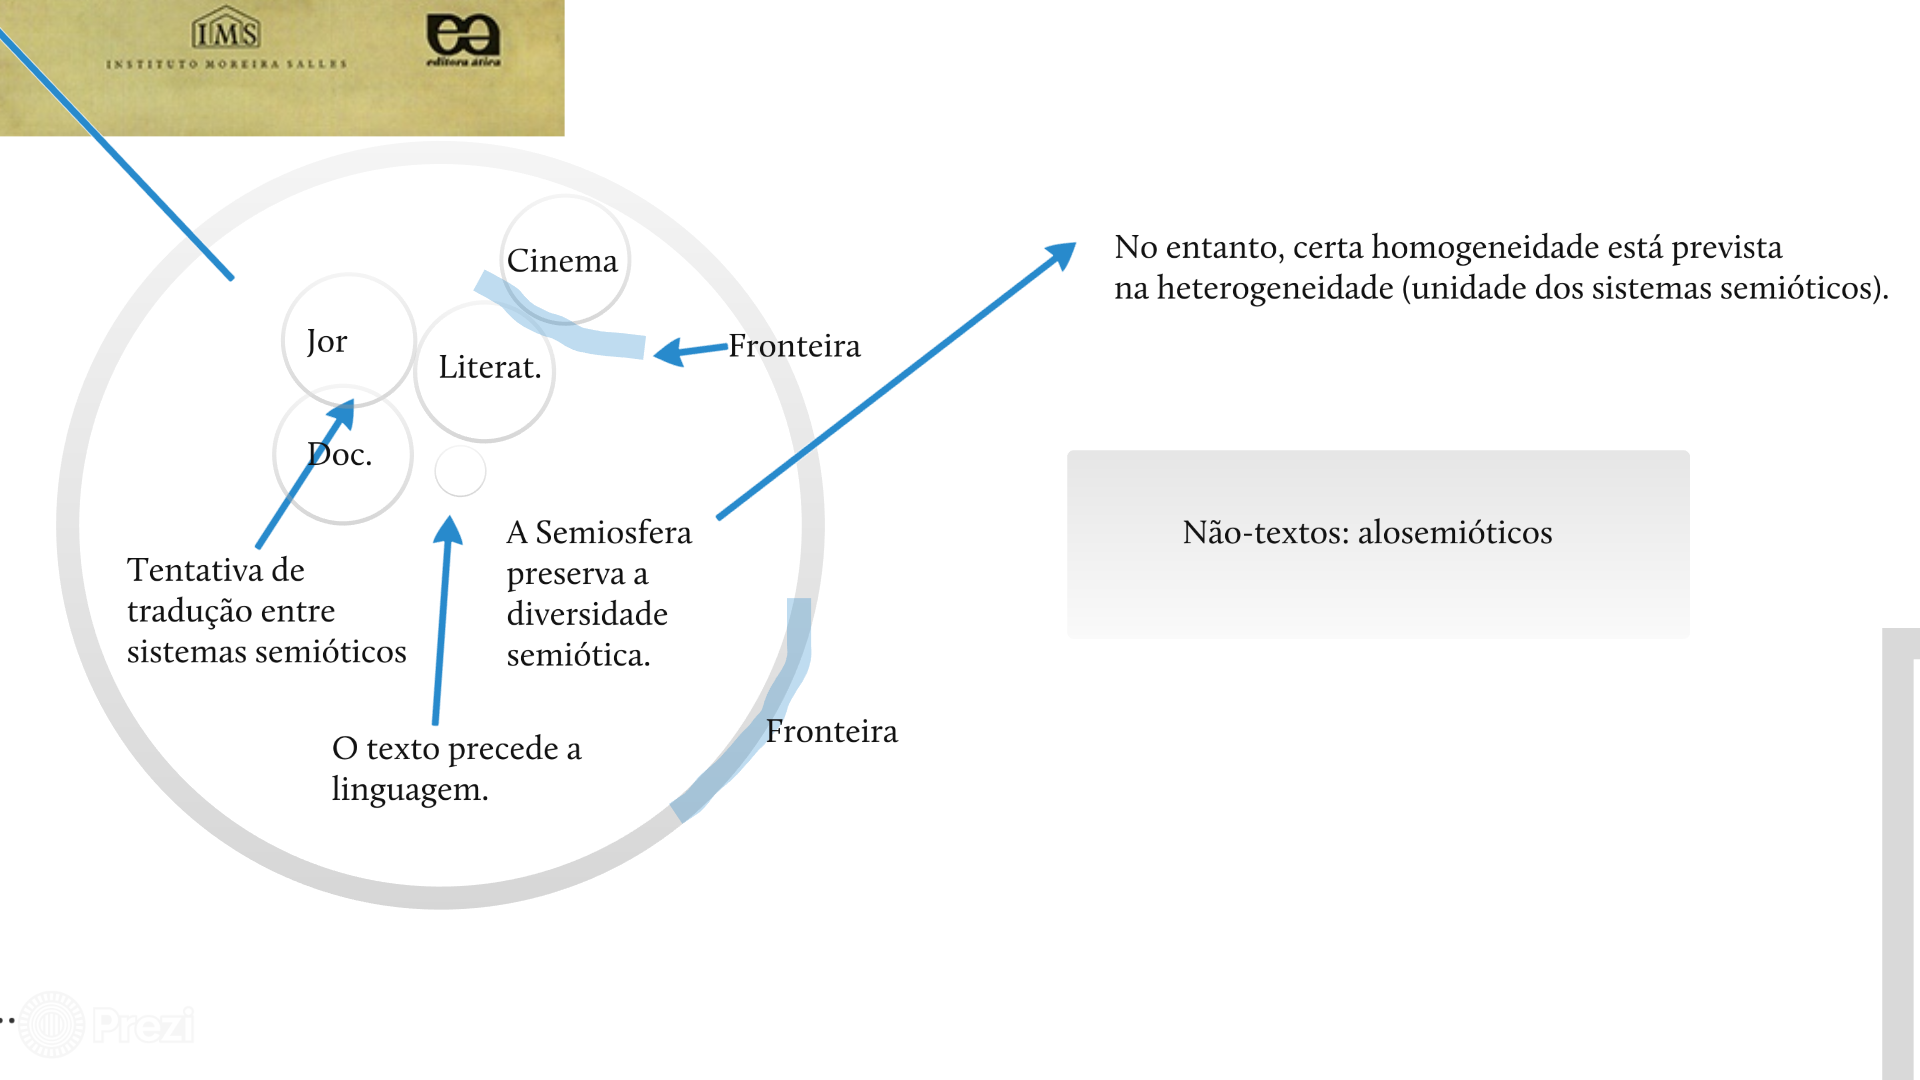 IMS
INSTITUTO MOREIRA SALLES
ea
editora ática
Cinema
Jor
Literat.
Fronteira
Doc.
No entanto, certa homogeneidade está prevista
na heterogeneidade (unidade dos sistemas semióticos).
Tentativa de
tradução entre
sistemas semióticos
A Semiosfera
preserva a
diversidade
semiótica.
Não-textos: alosemióticos
O texto precede a
linguagem.
Fronteira
Prezi